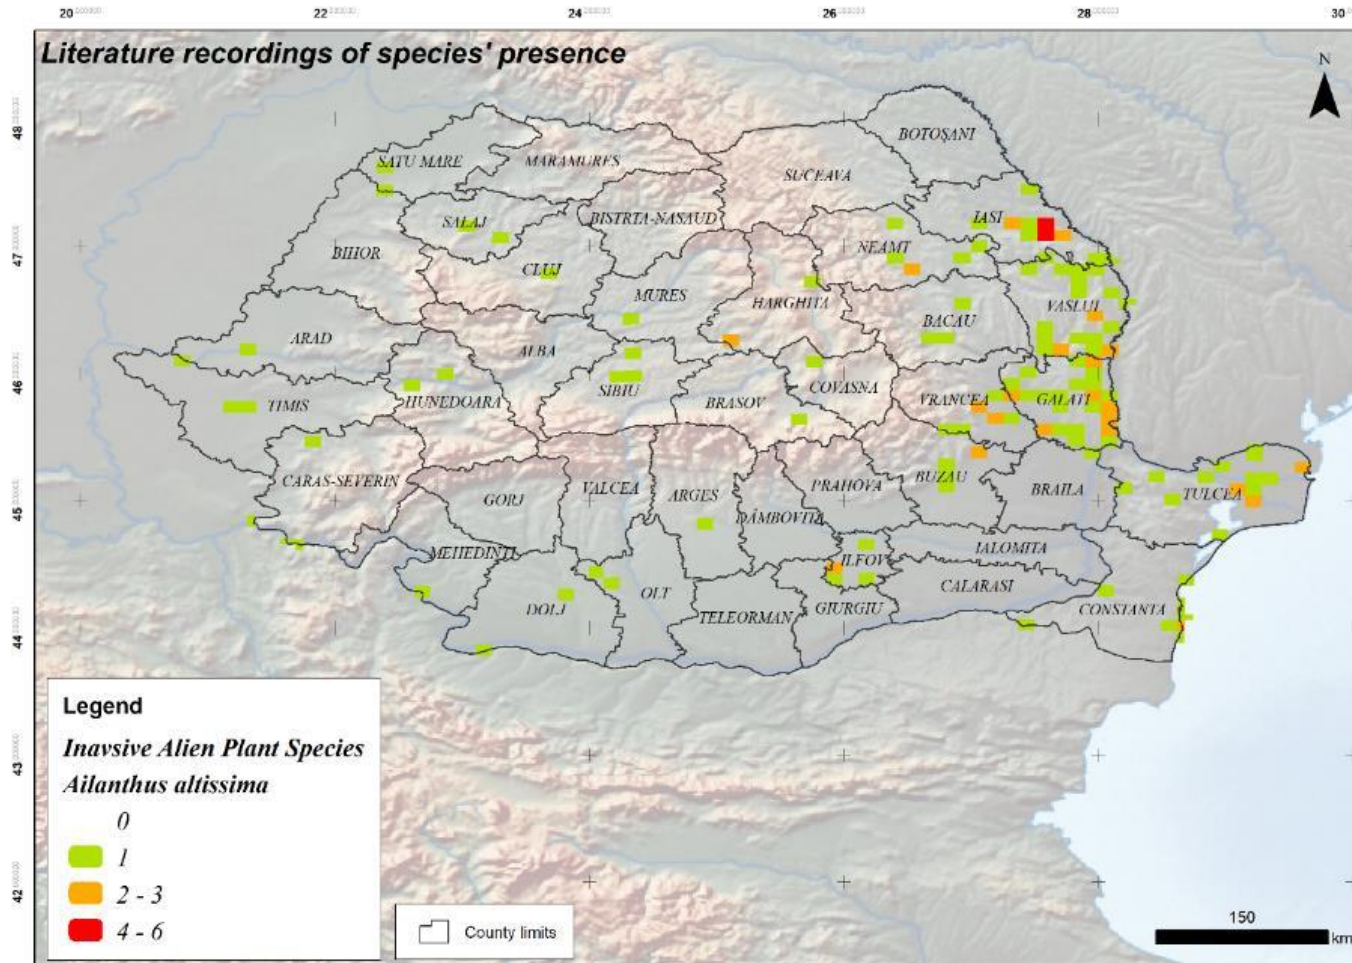 20 22 24 26 28 30
Literature recordings of species' presence
N
48
BOTOȘANI
SATU MARE
MARAMURES
SUCEAVA
IASI
SALAJ
BISTRTA-NASAUD
47
NEAMT
BIHOR
CLUJ
MURES
HARGHITA
VASLUI
BACAU
ARAD
ALBA
46
COVASNA
SIBIU
BRASOV
VRANCEA
GALATI
TIMIS
HUNEDOARA
CARAS-SEVERIN
BUZAU
PRAHOVA
VALCEA
ARGES
GORJ
BRAILA
TULCEA
45
DÂMBOVITA
MEHEDINTI
IALOMITA
ILFOV
CALARASI
OLT
DOLJ
GIURGIU
CONSTANTA
TELEORMAN
44
Legend
Inavsive Alien Plant Species
Ailanthus altissima
0
1
2 - 3
4 - 6
43
42
County limits
150
km